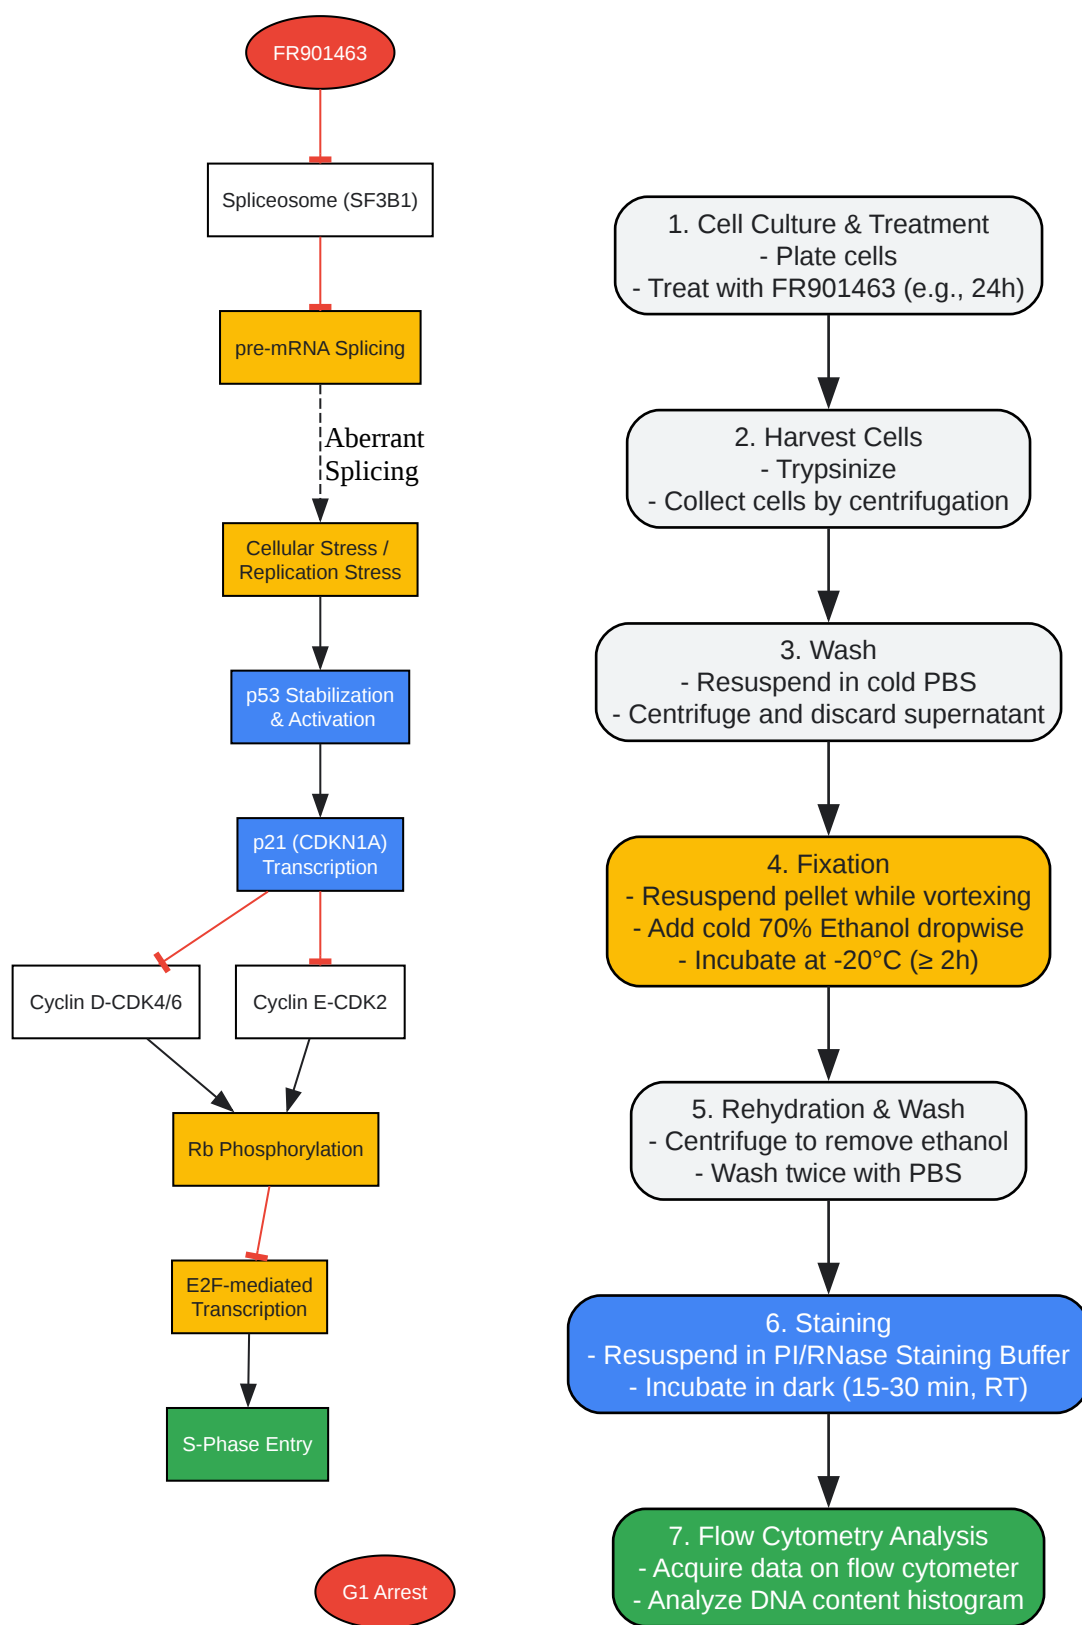 FR901463
Spliceosome (SF3B1)
pre-mRNA Splicing
Aberrant
Splicing
Cellular Stress /
Replication Stress
p53 Stabilization
& Activation
p21 (CDKN1A)
Transcription
Cyclin D-CDK4/6
Cyclin E-CDK2
Rb Phosphorylation
E2F-mediated
Transcription
S-Phase Entry
G1 Arrest
1. Cell Culture & Treatment
- Plate cells
- Treat with FR901463 (e.g., 24h)
2. Harvest Cells
- Trypsinize
- Collect cells by centrifugation
3. Wash
- Resuspend in cold PBS
- Centrifuge and discard supernatant
4. Fixation
- Resuspend pellet while vortexing
- Add cold 70% Ethanol dropwise
- Incubate at -20°C (≥ 2h)
5. Rehydration & Wash
- Centrifuge to remove ethanol
- Wash twice with PBS
6. Staining
- Resuspend in PI/RNase Staining Buffer
- Incubate in dark (15-30 min, RT)
7. Flow Cytometry Analysis
- Acquire data on flow cytometer
- Analyze DNA content histogram